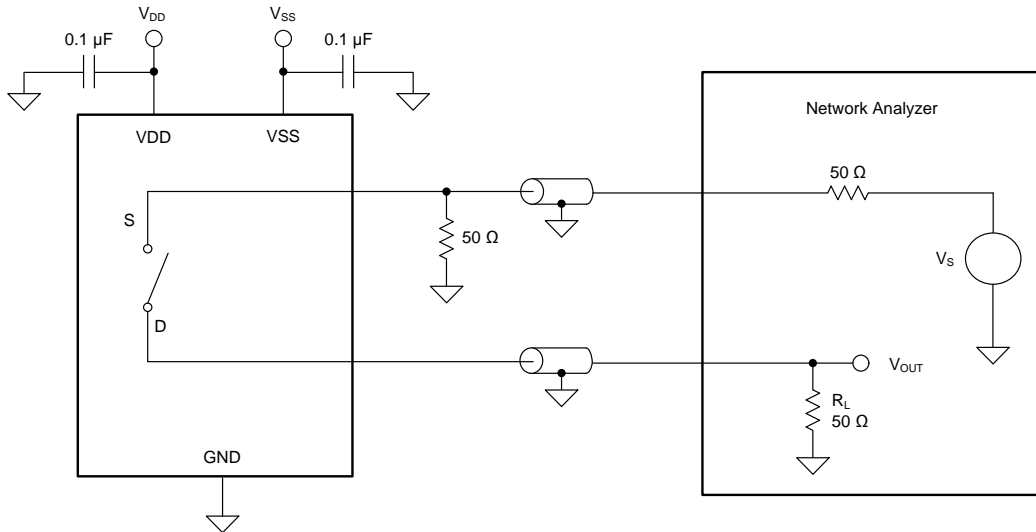 V_DD
V_SS
0.1 µF
0.1 µF
Network Analyzer
VDD
VSS
50 Ω
S
50 Ω
V_S
D
V_OUT
R_L
50 Ω
GND